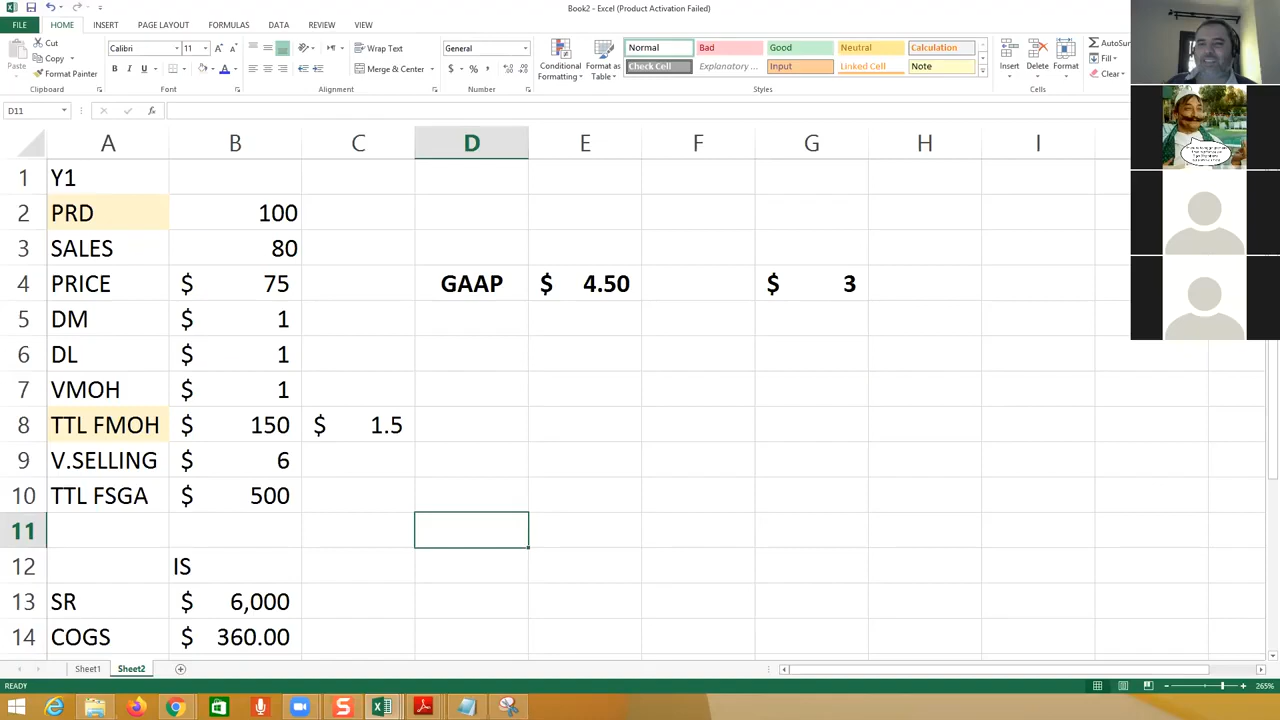 Book2 - Excel (Product Activation Failed)
FILE HOME INSERT PAGE LAYOUT FORMULAS DATA REVIEW VIEW
Cut
Copy
Format Painter
Paste
Clipboard
Calibri 11
B I U
Font
Wrap Text
Merge & Center
Alignment
General
$ % ,
Number
Conditional Formatting
Format as Table
Normal Bad Good Neutral Calculation
Check Cell Explanatory ... Input Linked Cell Note
Styles
Insert Delete Format
Cells
AutoSum
Fill
Clear
D11
fx
A B C D E F G H I
1 Y1
2 PRD 100
3 SALES 80
4 PRICE $ 75 GAAP $ 4.50 $ 3
5 DM $ 1
6 DL $ 1
7 VMOH $ 1
8 TTL FMOH $ 150 $ 1.5
9 V.SELLING $ 6
10 TTL FSGA $ 500
11
12 IS
13 SR $ 6,000
14 COGS $ 360.00
Sheet1 Sheet2
READY
265%